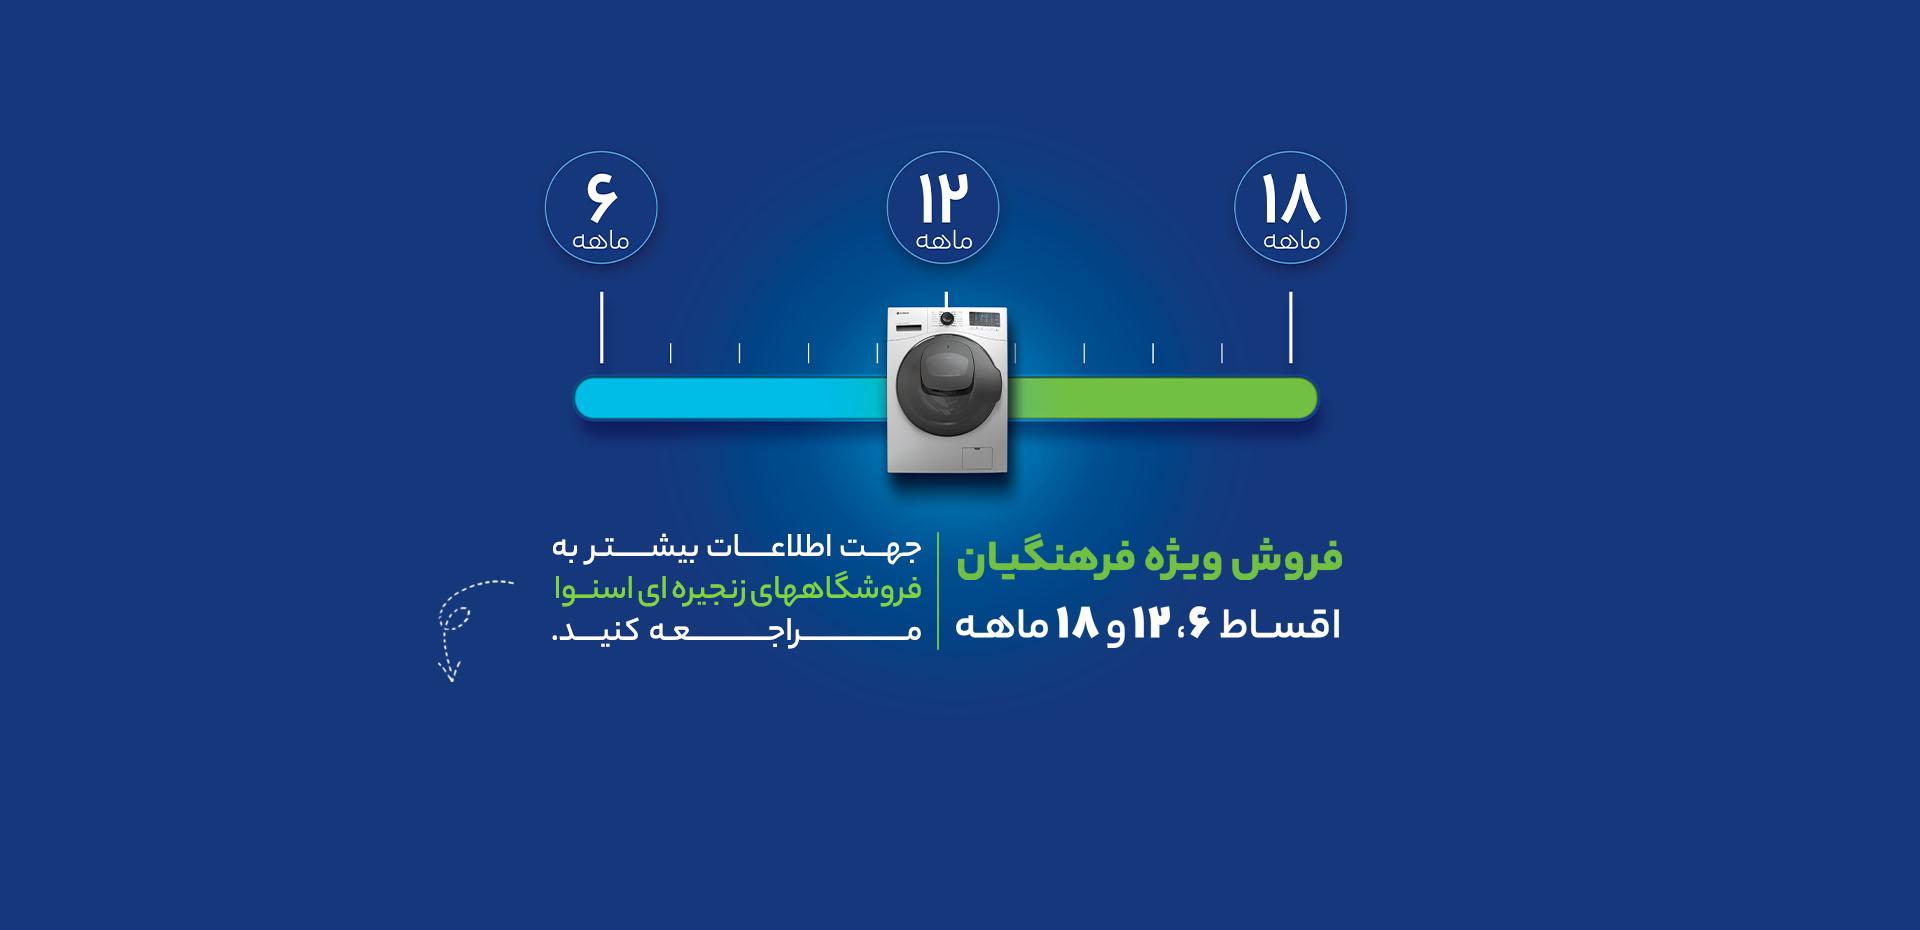 ۱۸
ماهه
۱۲
ماهه
۶
ماهه
فروش ویژه فرهنگیان
اقساط ۶، ۱۲ و ۱۸ ماهه
جهت اطلاعات بیشتر به
فروشگاههای زنجیره ای اسنوا
مراجعه کنید.